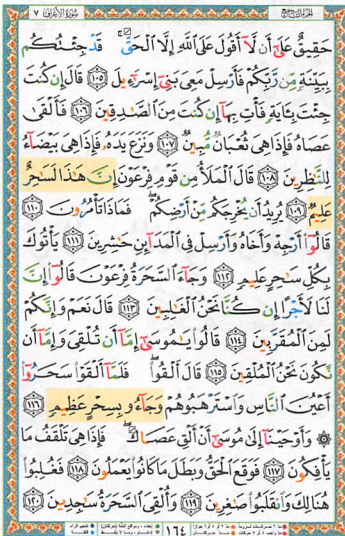 سورة الأعراف ٧ الجزء التاسع
حَقِيقٌ عَلَىٰٓ أَن لَّآ أَقُولَ عَلَى ٱللَّهِ إِلَّا ٱلۡحَقَّۚ قَدۡ جِئۡتُكُم
بِبَيِّنَةٖ مِّن رَّبِّكُمۡ فَأَرۡسِلۡ مَعِيَ بَنِيٓ إِسۡرَٰٓءِيلَ ١٠٥ قَالَ إِن كُنتَ
جِئۡتَ بِـَٔايَةٖ فَأۡتِ بِهَآ إِن كُنتَ مِنَ ٱلصَّٰدِقِينَ ١٠٦ فَأَلۡقَىٰ
عَصَاهُ فَإِذَا هِيَ ثُعۡبَانٞ مُّبِينٞ ١٠٧ وَنَزَعَ يَدَهُۥ فَإِذَا هِيَ بَيۡضَآءُ
لِلنَّٰظِرِينَ ١٠٨ قَالَ ٱلۡمَلَأُ مِن قَوۡمِ فِرۡعَوۡنَ إِنَّ هَٰذَا لَسَٰحِرٌ
عَلِيمٞ ١٠٩ يُرِيدُ أَن يُخۡرِجَكُم مِّنۡ أَرۡضِكُمۡۖ فَمَاذَا تَأۡمُرُونَ ١١٠
قَالُوٓاْ أَرۡجِهۡ وَأَخَاهُ وَأَرۡسِلۡ فِي ٱلۡمَدَآئِنِ حَٰشِرِينَ ١١١ يَأۡتُوكَ
بِكُلِّ سَٰحِرٍ عَلِيمٖ ١١٢ وَجَآءَ ٱلسَّحَرَةُ فِرۡعَوۡنَ قَالُوٓاْ إِنَّ
لَنَا لَأَجۡرًا إِن كُنَّا نَحۡنُ ٱلۡغَٰلِبِينَ ١١٣ قَالَ نَعَمۡ وَإِنَّكُمۡ
لَمِنَ ٱلۡمُقَرَّبِينَ ١١٤ قَالُواْ يَٰمُوسَىٰٓ إِمَّآ أَن تُلۡقِيَ وَإِمَّآ أَن
نَّكُونَ نَحۡنُ ٱلۡمُلۡقِينَ ١١٥ قَالَ أَلۡقُواْۖ فَلَمَّآ أَلۡقَوۡاْ سَحَرُوٓاْ
أَعۡيُنَ ٱلنَّاسِ وَٱسۡتَرۡهَبُوهُمۡ وَجَآءُو بِسِحۡرٍ عَظِيمٖ ١١٦
۞ وَأَوۡحَيۡنَآ إِلَىٰ مُوسَىٰٓ أَنۡ أَلۡقِ عَصَاكَۖ فَإِذَا هِيَ تَلۡقَفُ مَا
يَأۡفِكُونَ ١١٧ فَوَقَعَ ٱلۡحَقُّ وَبَطَلَ مَا كَانُواْ يَعۡمَلُونَ ١١٨ فَغُلِبُواْ
هُنَالِكَ وَٱنقَلَبُواْ صَٰغِرِينَ ١١٩ وَأُلۡقِيَ ٱلسَّحَرَةُ سَٰجِدِينَ ١٢٠
١٦٤